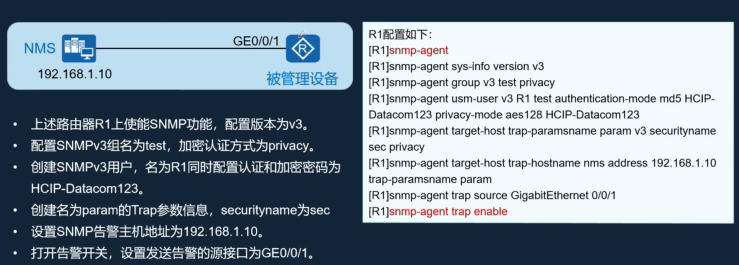 NMS
GE0/0/1
R
192.168.1.10
被管理设备
• 上述路由器R1上使能SNMP功能，配置版本为v3。
• 配置SNMPv3组名为test，加密认证方式为privacy。
• 创建SNMPv3用户，名为R1同时配置认证和加密密码为
HCIP-Datacom123。
• 创建名为param的Trap参数信息，securityname为sec
• 设置SNMP告警主机地址为192.168.1.10。
• 打开告警开关，设置发送告警的源接口为GE0/0/1。
R1配置如下：
[R1]snmp-agent
[R1]snmp-agent sys-info version v3
[R1]snmp-agent group v3 test privacy
[R1]snmp-agent usm-user v3 R1 test authentication-mode md5 HCIP-
Datacom123 privacy-mode aes128 HCIP-Datacom123
[R1]snmp-agent target-host trap-paramsname param v3 securityname
sec privacy
[R1]snmp-agent target-host trap-hostname nms address 192.168.1.10
trap-paramsname param
[R1]snmp-agent trap source GigabitEthernet 0/0/1
[R1]snmp-agent trap enable